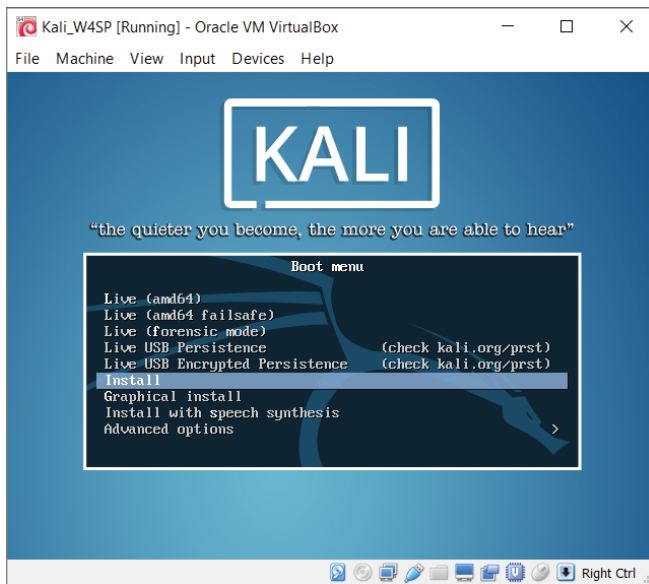 Kali_W4SP [Running] - Oracle VM VirtualBox
File Machine View Input Devices Help
KALI
“the quieter you become, the more you are able to hear”
Boot menu
Live (amd64)
Live (amd64 failsafe)
Live (forensic mode)
Live USB Persistence (check kali.org/prst)
Live USB Encrypted Persistence (check kali.org/prst)
Install
Graphical install
Install with speech synthesis
Advanced options >
Right Ctrl